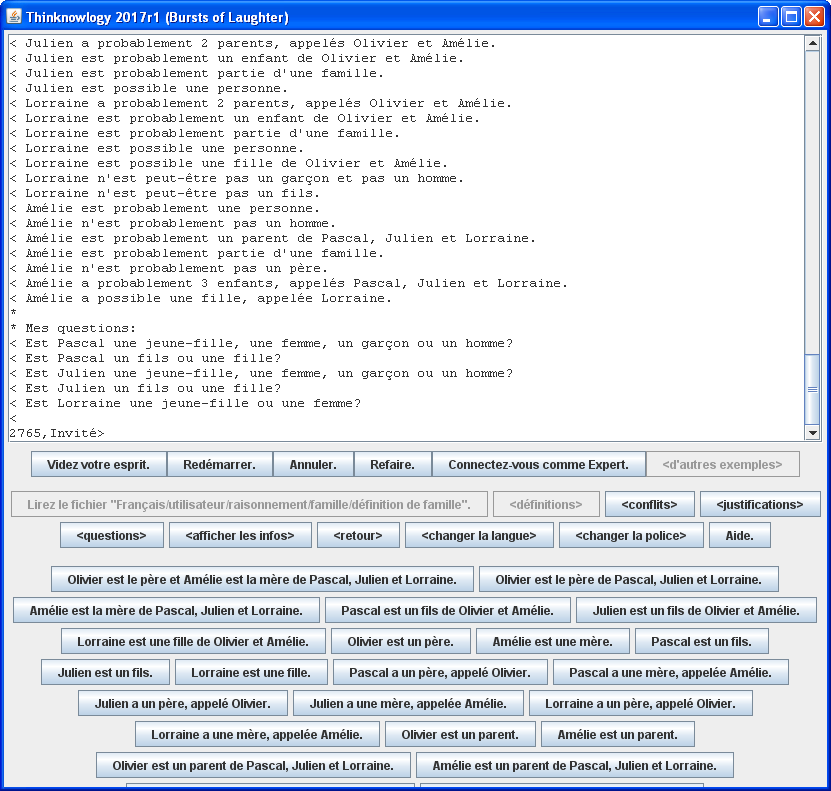 Thinknowlogy 2017r1 (Bursts of Laughter)
< Julien a probablement 2 parents, appelés Olivier et Amélie.
< Julien est probablement un enfant de Olivier et Amélie.
< Julien est probablement partie d'une famille.
< Julien est possible une personne.
< Lorraine a probablement 2 parents, appelés Olivier et Amélie.
< Lorraine est probablement un enfant de Olivier et Amélie.
< Lorraine est probablement partie d'une famille.
< Lorraine est possible une personne.
< Lorraine est possible une fille de Olivier et Amélie.
< Lorraine n'est peut-être pas un garçon et pas un homme.
< Lorraine n'est peut-être pas un fils.
< Amélie est probablement une personne.
< Amélie n'est probablement pas un homme.
< Amélie est probablement un parent de Pascal, Julien et Lorraine.
< Amélie est probablement partie d'une famille.
< Amélie n'est probablement pas un père.
< Amélie a probablement 3 enfants, appelés Pascal, Julien et Lorraine.
< Amélie a possible une fille, appelée Lorraine.
*
* Mes questions:
< Est Pascal une jeune-fille, une femme, un garçon ou un homme?
< Est Pascal un fils ou une fille?
< Est Julien une jeune-fille, une femme, un garçon ou un homme?
< Est Julien un fils ou une fille?
< Est Lorraine une jeune-fille ou une femme?
<
2765,Invité>
Videz votre esprit. Redémarrer. Annuler. Refaire. Connectez-vous comme Expert. <d'autres exemples>
Lirez le fichier "Français/utilisateur/raisonnement/famille/définition de famille". <définitions> <conflits> <justifications>
<questions> <afficher les infos> <retour> <changer la langue> <changer la police> Aide.
Olivier est le père et Amélie est la mère de Pascal, Julien et Lorraine. Olivier est le père de Pascal, Julien et Lorraine.
Amélie est la mère de Pascal, Julien et Lorraine. Pascal est un fils de Olivier et Amélie. Julien est un fils de Olivier et Amélie.
Lorraine est une fille de Olivier et Amélie. Olivier est un père. Amélie est une mère. Pascal est un fils.
Julien est un fils. Lorraine est une fille. Pascal a un père, appelé Olivier. Pascal a une mère, appelée Amélie.
Julien a un père, appelé Olivier. Julien a une mère, appelée Amélie. Lorraine a un père, appelé Olivier.
Lorraine a une mère, appelée Amélie. Olivier est un parent. Amélie est un parent.
Olivier est un parent de Pascal, Julien et Lorraine. Amélie est un parent de Pascal, Julien et Lorraine.